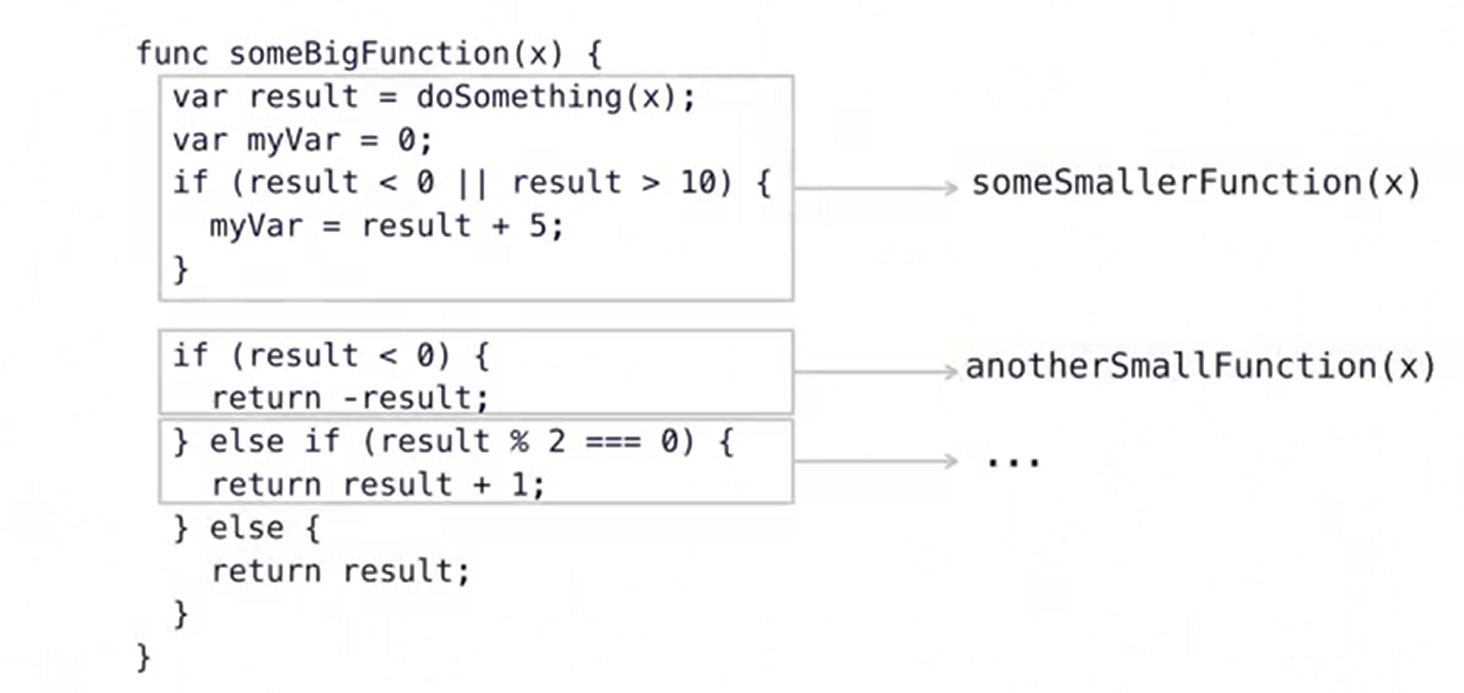 func someBigFunction(x) {
var result = doSomething(x);
var myVar = 0;
if (result < 0 || result > 10) {
myVar = result + 5;
}
someSmallerFunction(x)
if (result < 0) {
return -result;
anotherSmallFunction(x)
} else if (result % 2 === 0) {
return result + 1;
...
} else {
return result;
}
}